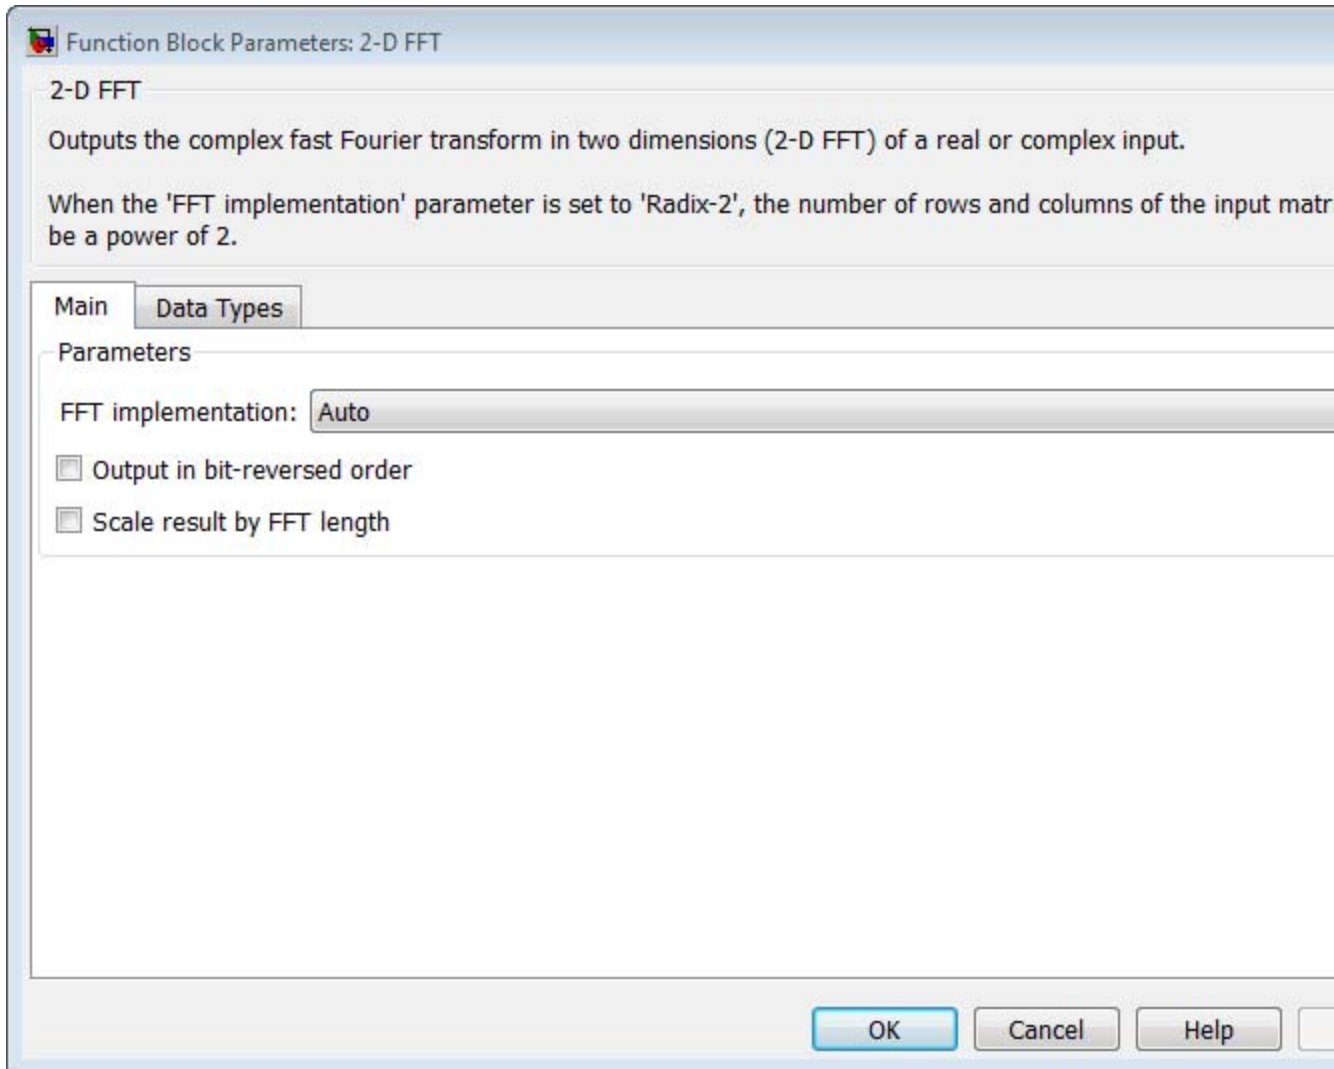 Function Block Parameters: 2-D FFT
2-D FFT
Outputs the complex fast Fourier transform in two dimensions (2-D FFT) of a real or complex input.
When the 'FFT implementation' parameter is set to 'Radix-2', the number of rows and columns of the input matr
be a power of 2.
Main Data Types
Parameters
FFT implementation: Auto
Output in bit-reversed order
Scale result by FFT length
OK Cancel Help